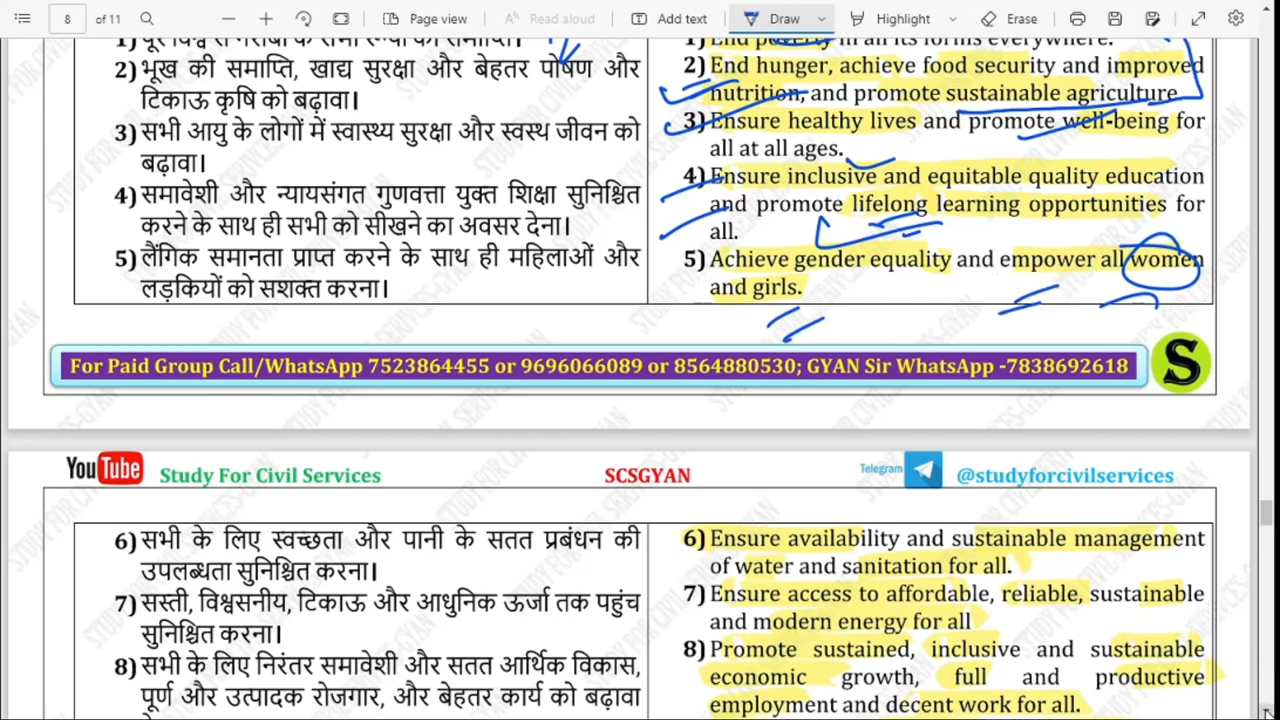 8 of 11 Page view Read aloud Add text Draw Highlight Erase
2) भूख की समाप्ति, खाद्य सुरक्षा और बेहतर पोषण और
टिकाऊ कृषि को बढ़ावा।
3) सभी आयु के लोगों में स्वास्थ्य सुरक्षा और स्वस्थ जीवन को
बढ़ावा।
4) समावेशी और न्यायसंगत गुणवत्ता युक्त शिक्षा सुनिश्चित
करने के साथ ही सभी को सीखने का अवसर देना।
5) लैंगिक समानता प्राप्त करने के साथ ही महिलाओं और
लड़कियों को सशक्त करना।
1) End poverty in all its forms everywhere.
2) End hunger, achieve food security and improved
nutrition, and promote sustainable agriculture
3) Ensure healthy lives and promote well-being for
all at all ages.
4) Ensure inclusive and equitable quality education
and promote lifelong learning opportunities for
all.
5) Achieve gender equality and empower all women
and girls.
For Paid Group Call/WhatsApp 7523864455 or 9696066089 or 8564880530; GYAN Sir WhatsApp -7838692618
S
YouTube Study For Civil Services SCSGYAN Telegram @studyforcivilservices
6) सभी के लिए स्वच्छता और पानी के सतत प्रबंधन की
उपलब्धता सुनिश्चित करना।
7) सस्ती, विश्वसनीय, टिकाऊ और आधुनिक ऊर्जा तक पहुंच
सुनिश्चित करना।
8) सभी के लिए निरंतर समावेशी और सतत आर्थिक विकास,
पूर्ण और उत्पादक रोजगार, और बेहतर कार्य को बढ़ावा
6) Ensure availability and sustainable management
of water and sanitation for all.
7) Ensure access to affordable, reliable, sustainable
and modern energy for all
8) Promote sustained, inclusive and sustainable
economic growth, full and productive
employment and decent work for all.